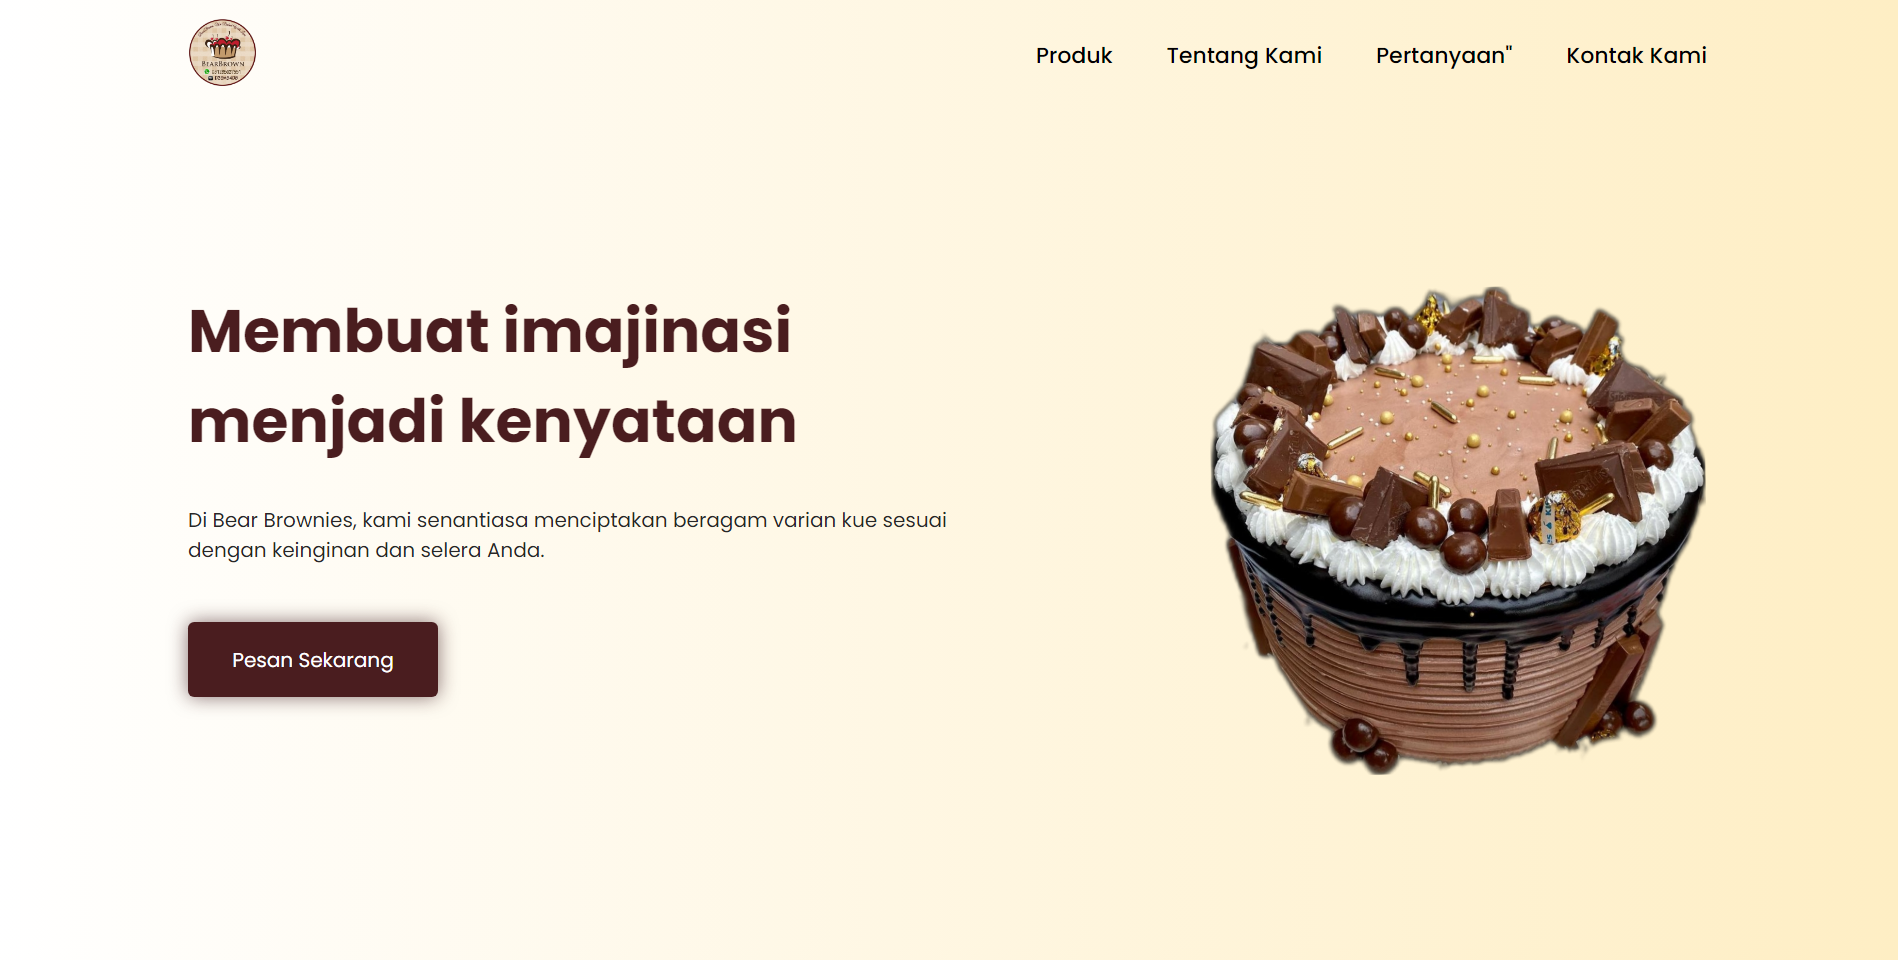 BEARBROWN
Produk
Tentang Kami
Pertanyaan"
Kontak Kami
Membuat imajinasi
menjadi kenyataan
Di Bear Brownies, kami senantiasa menciptakan beragam varian kue sesuai
dengan keinginan dan selera Anda.
Pesan Sekarang